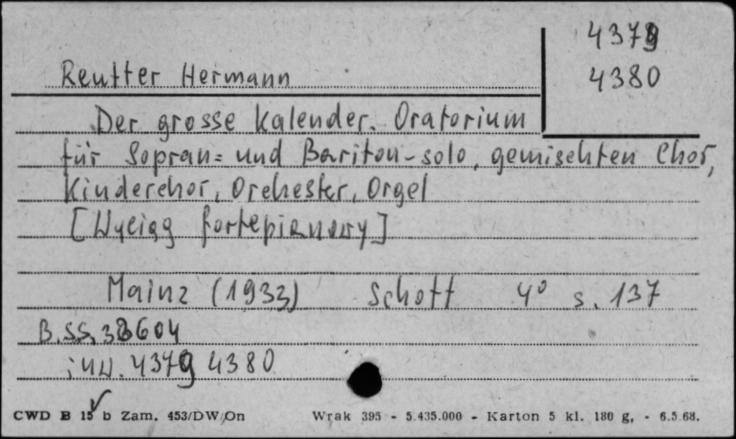 4379
4380
Reutter Hermann
Der grosse Kalender. Oratorium
für Sopran= und Bariton-solo, gemischten Chor,
Kinderchor, Orchester, Orgel
[Wyciąg fortepianowy]
Mainz (1933) Schott 4° s. 137
B.SS.33604
inw. 4379 4380
CWD B 15 b Zam. 453/DW/On Wrak 395 - 5.435.000 - Karton 5 kl. 180 g, - 6.5.68.